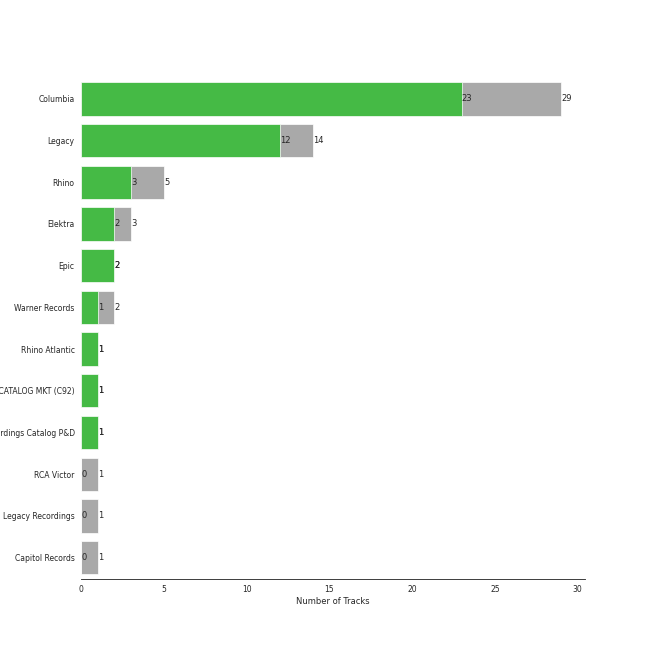 Columbia 23 29
Legacy 12 14
Rhino 3 5
Elektra 2 3
Epic 2
Warner Records 1 2
Rhino Atlantic 1
CATALOG MKT (C92) 1
rdings Catalog P&D 1
RCA Victor 0 1
Legacy Recordings 0 1
Capitol Records 0 1
0 5 10 15 20 25 30
Number of Tracks